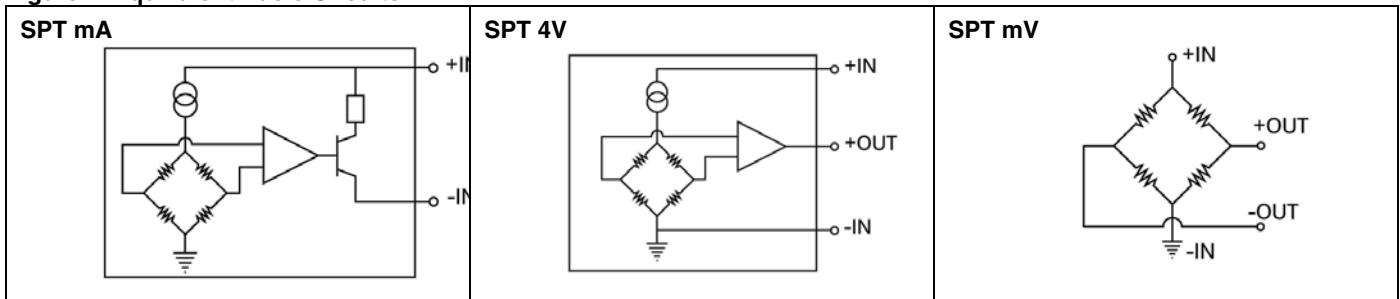 SPT mA
+IN
-IN
SPT 4V
+IN
+OUT
-IN
SPT mV
+IN
+OUT
-OUT
-IN